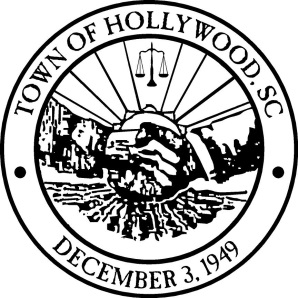 TOWN OF HOLLYWOOD, SC
DECEMBER 3, 1949